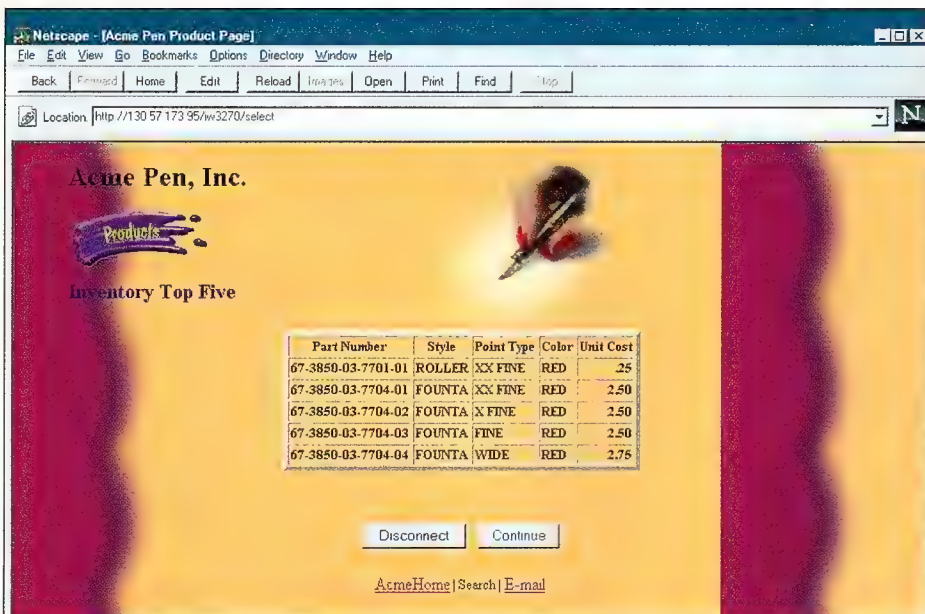 Netscape - [Acme Pen Product Page]
File Edit View Go Bookmarks Options Directory Window Help
Back Forward Home Edit Reload Images Open Print Find Stop
Location: http://130.57.173.95/iw3270/select
N
Acme Pen, Inc.
Products
Inventory Top Five
Part Number Style Point Type Color Unit Cost
67-3850-03-7701-01 ROLLER XX FINE RED .25
67-3850-03-7704-01 FOUNTA XX FINE RED 2.50
67-3850-03-7704-02 FOUNTA X FINE RED 2.50
67-3850-03-7704-03 FOUNTA FINE RED 2.50
67-3850-03-7704-04 FOUNTA WIDE RED 2.75
Disconnect Continue
AcmeHome | Search | E-mail